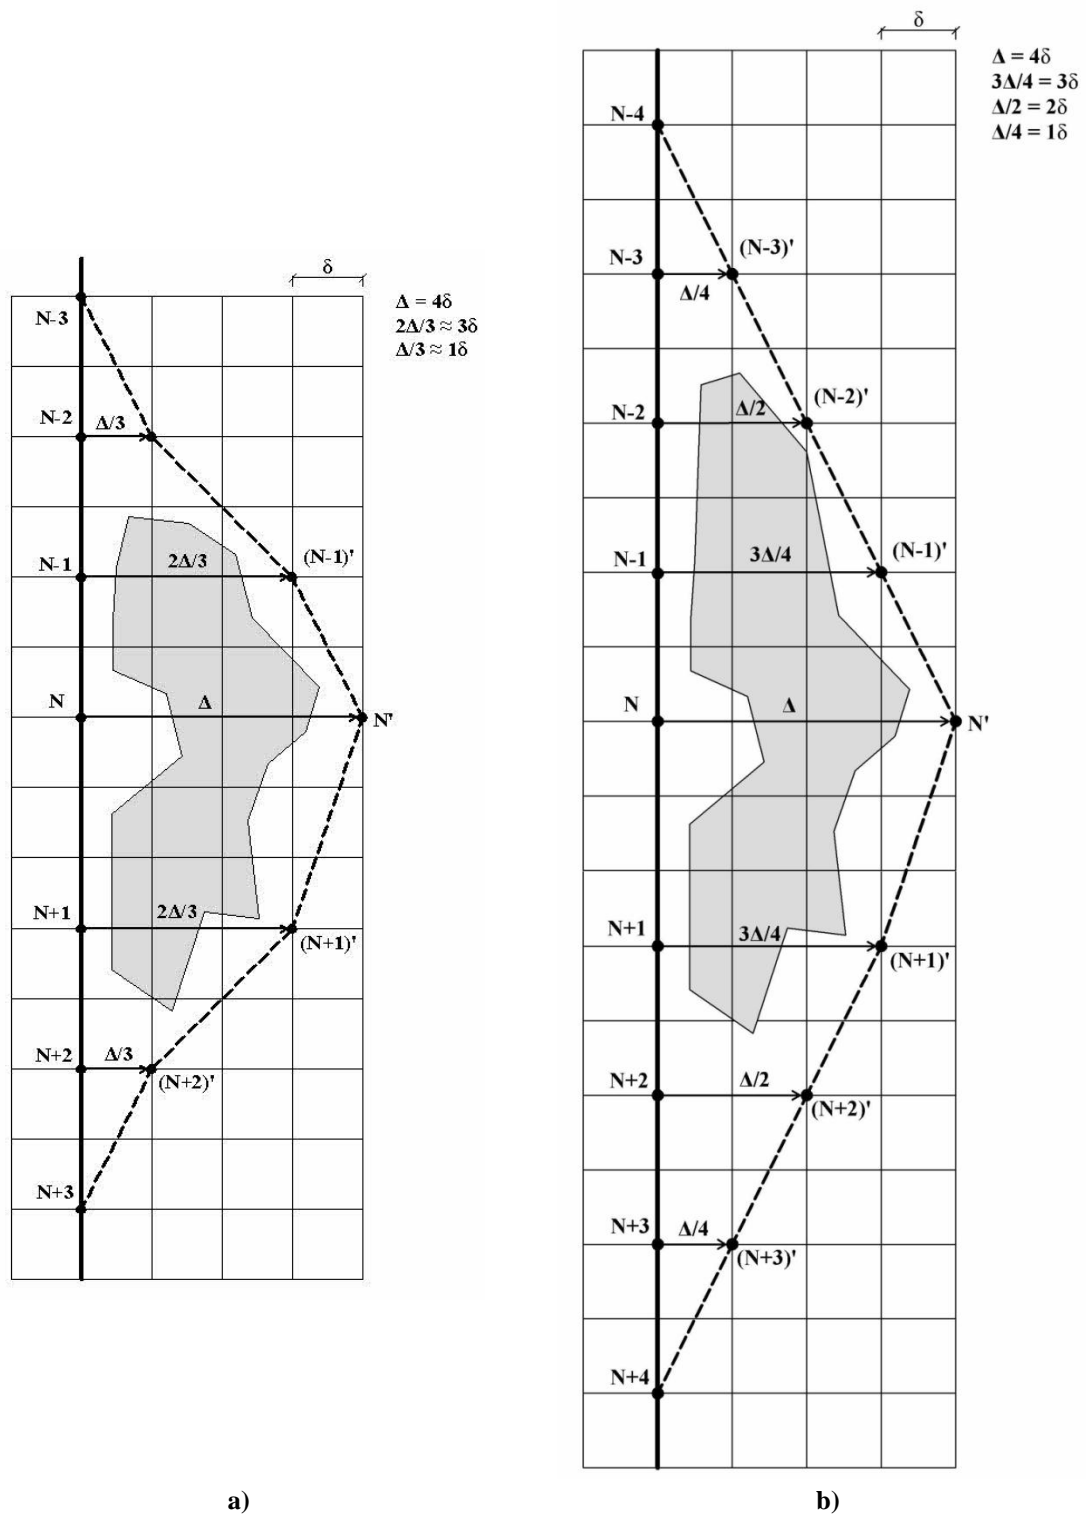 δ
Δ = 4δ
2Δ/3 ≈ 3δ
Δ/3 ≈ 1δ
N-3
N-2
Δ/3
N-1
2Δ/3
(N-1)'
N
Δ
N'
N+1
2Δ/3
(N+1)'
N+2
Δ/3
(N+2)'
N+3
a)
δ
Δ = 4δ
3Δ/4 = 3δ
Δ/2 = 2δ
Δ/4 = 1δ
N-4
N-3
Δ/4
(N-3)'
N-2
Δ/2
(N-2)'
N-1
3Δ/4
(N-1)'
N
Δ
N'
N+1
3Δ/4
(N+1)'
N+2
Δ/2
(N+2)'
N+3
Δ/4
(N+3)'
N+4
b)